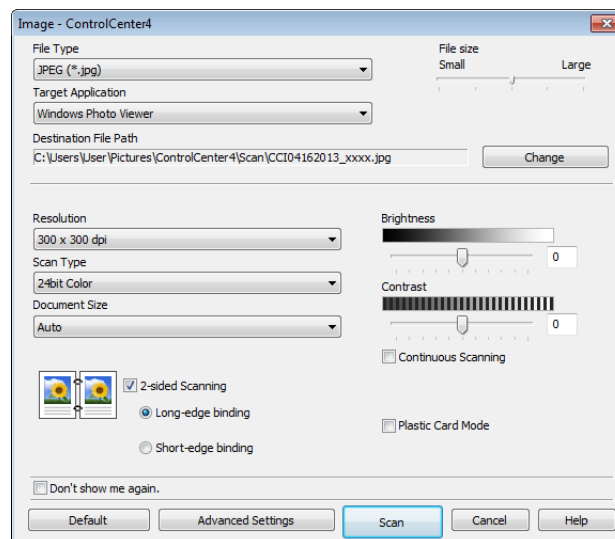 Image - ControlCenter4
File Type
File size
JPEG (*.jpg)
Small Large
Target Application
Windows Photo Viewer
Destination File Path
C:\Users\User\Pictures\ControlCenter4\Scan\CCI04162013_xxxx.jpg
Change
Resolution
Brightness
300 x 300 dpi
0
Scan Type
24bit Color
Contrast
Document Size
Auto
0
Continuous Scanning
2-sided Scanning
Long-edge binding
Plastic Card Mode
Short-edge binding
Don't show me again.
Default Advanced Settings Scan Cancel Help